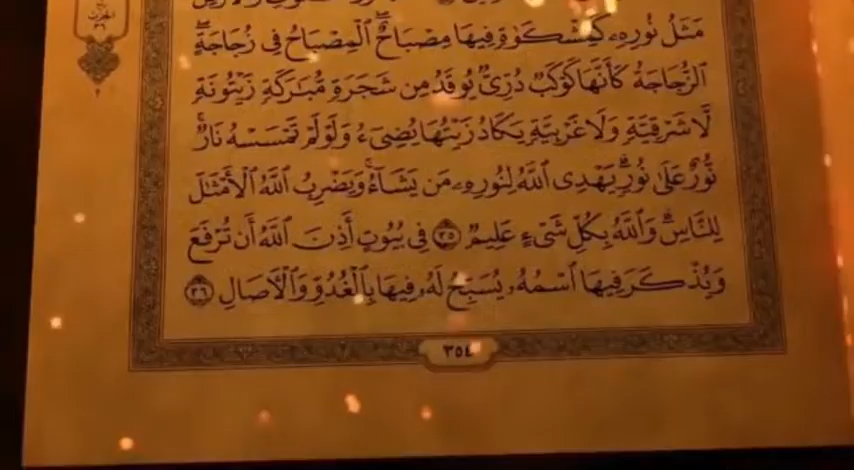 مَثَلُ نُورِهِۦ كَمِشْكَوٰةٍ فِيهَا مِصْبَاحٌ ۖ ٱلْمِصْبَاحُ فِى زُجَاجَةٍ ۖ
ٱلزُّجَاجَةُ كَأَنَّهَا كَوْكَبٌ دُرِّىٌّ يُوقَدُ مِن شَجَرَةٍ مُّبَٰرَكَةٍ زَيْتُونَةٍ
لَّا شَرْقِيَّةٍ وَلَا غَرْبِيَّةٍ يَكَادُ زَيْتُهَا يُضِىٓءُ وَلَوْ لَمْ تَمْسَسْهُ نَارٌ ۚ
نُّورٌ عَلَىٰ نُورٍ ۗ يَهْدِى ٱللَّهُ لِنُورِهِۦ مَن يَشَآءُ ۚ وَيَضْرِبُ ٱللَّهُ ٱلْأَمْثَٰلَ
لِلنَّاسِ ۗ وَٱللَّهُ بِكُلِّ شَىْءٍ عَلِيمٌ ٣٥ فِى بُيُوتٍ أَذِنَ ٱللَّهُ أَن تُرْفَعَ
وَيُذْكَرَ فِيهَا ٱسْمُهُۥ يُسَبِّحُ لَهُۥ فِيهَا بِٱلْغُدُوِّ وَٱلْءَاصَالِ ٣٦
٣٥٤